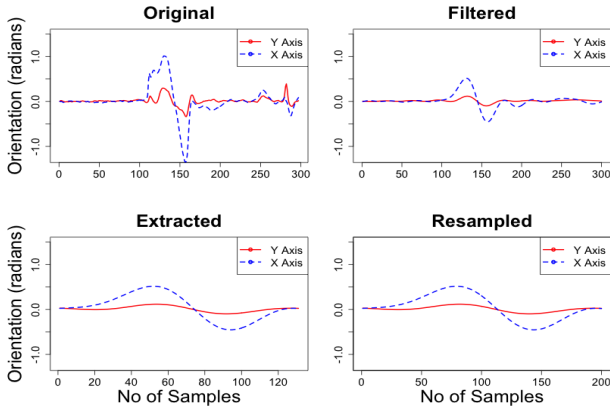 Original
Orientation (radians)
1.0
0.0
-1.0
Y Axis
X Axis
0 50 100 150 200 250 300
Filtered
1.0
0.0
-1.0
Y Axis
X Axis
0 50 100 150 200 250 300
Extracted
Orientation (radians)
1.0
0.0
-1.0
Y Axis
X Axis
0 20 40 60 80 100 120
No of Samples
Resampled
1.0
0.0
-1.0
Y Axis
X Axis
0 50 100 150 200
No of Samples